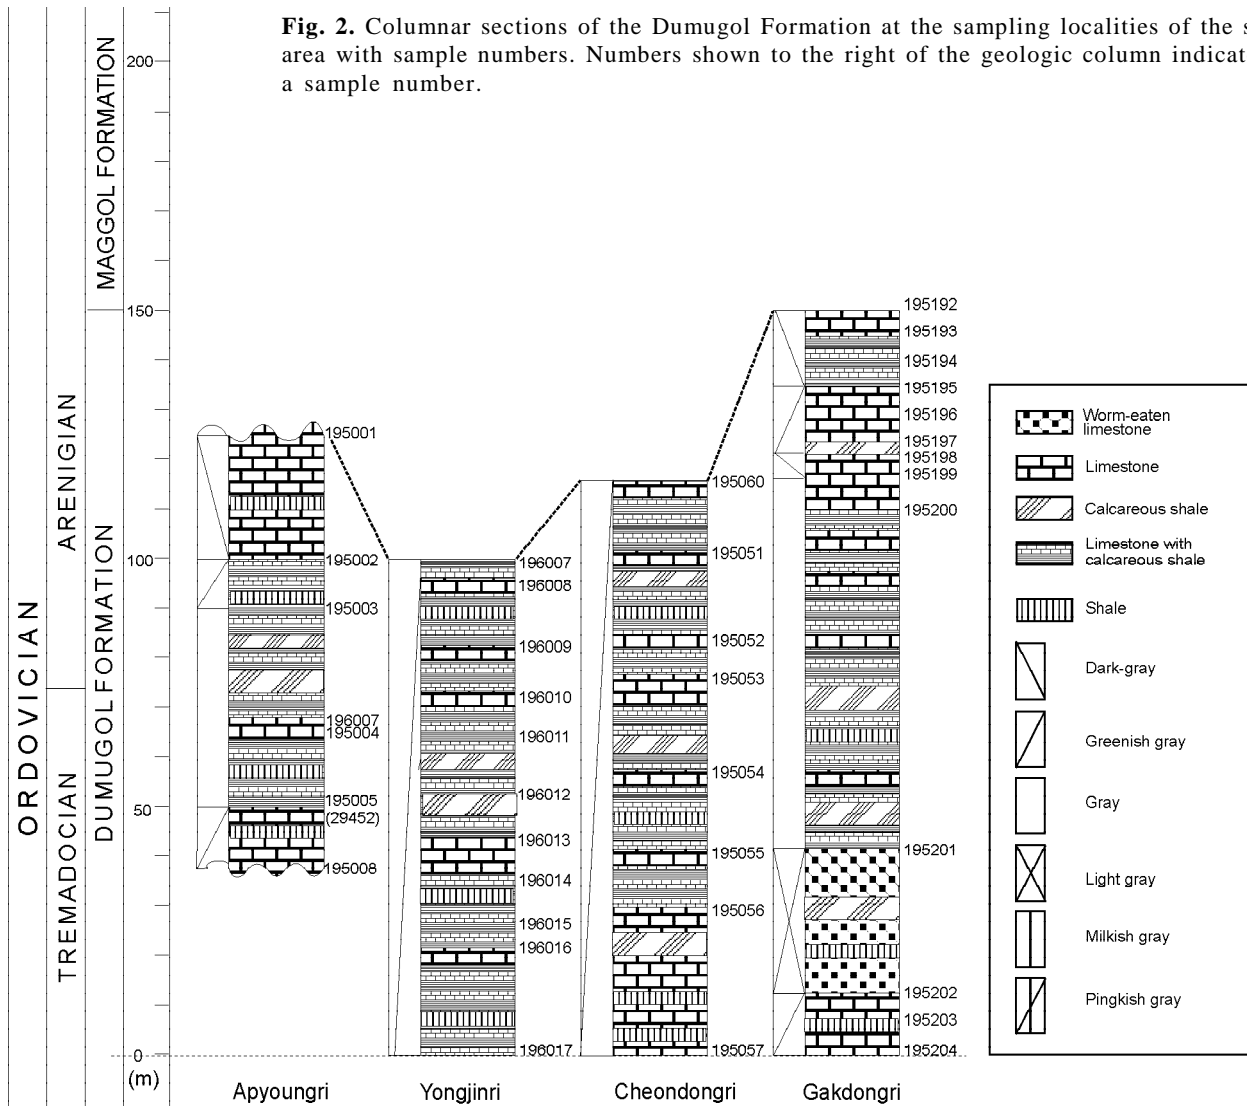 Fig. 2. Columnar sections of the Dumugol Formation at the sampling localities of the s
area with sample numbers. Numbers shown to the right of the geologic column indicat
a sample number.
ORDOVICIAN
ARENIGIAN
TREMADOCIAN
MAGGOL FORMATION
DUMUGOL FORMATION
200
150
100
50
0
(m)
195001
195002
195003
196007
195004
195005
(29452)
195008
Apyoungri
196007
196008
196009
196010
196011
196012
196013
196014
196015
196016
196017
Yongjinri
195060
195051
195052
195053
195054
195055
195056
195057
Cheondongri
195192
195193
195194
195195
195196
195197
195198
195199
195200
195201
195202
195203
195204
Gakdongri
Worm-eaten
limestone
Limestone
Calcareous shale
Limestone with
calcareous shale
Shale
Dark-gray
Greenish gray
Gray
Light gray
Milkish gray
Pingkish gray